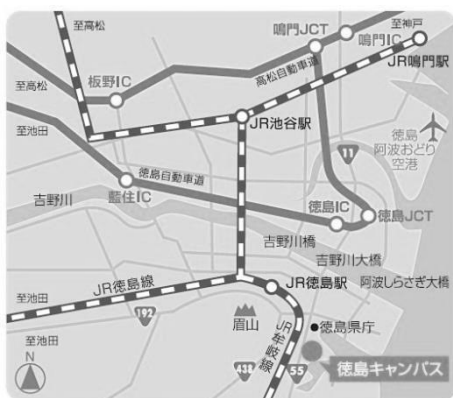 至高松
鳴門JCT
至神戸
鳴門IC
JR鳴門駅
高松自動車道
至高松
板野IC
JR池谷駅
至池田
11
徳島
阿波おどり
空港
徳島自動車道
藍住IC
吉野川
徳島IC
徳島JCT
吉野川橋
吉野川大橋
JR徳島線
JR徳島駅
阿波しらさぎ大橋
至池田
192
眉山
JR牟岐線
徳島県庁
至池田
N
438
55
徳島キャンパス